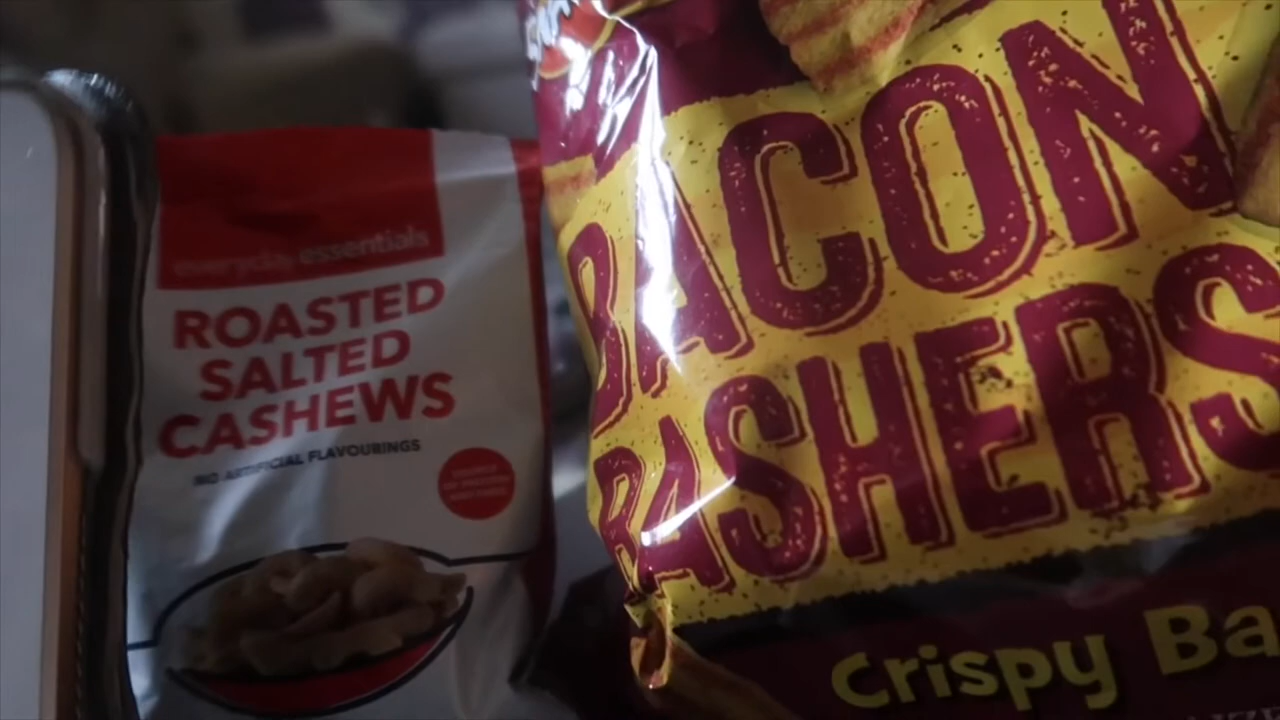 everyday essentials
ROASTED
SALTED
CASHEWS
NO ARTIFICIAL FLAVOURINGS
BACON
RASHERS
Crispy Ba